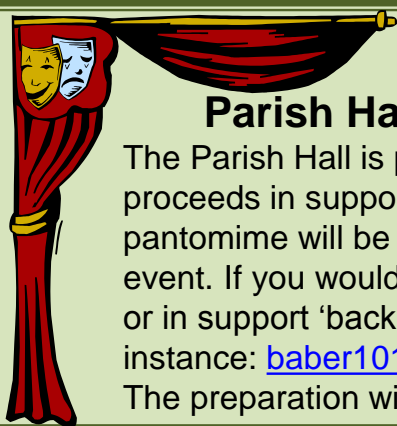 Parish Ha
The Parish Hall is p
proceeds in suppo
pantomime will be
event. If you would
or in support ‘back
instance: baber101
The preparation wi